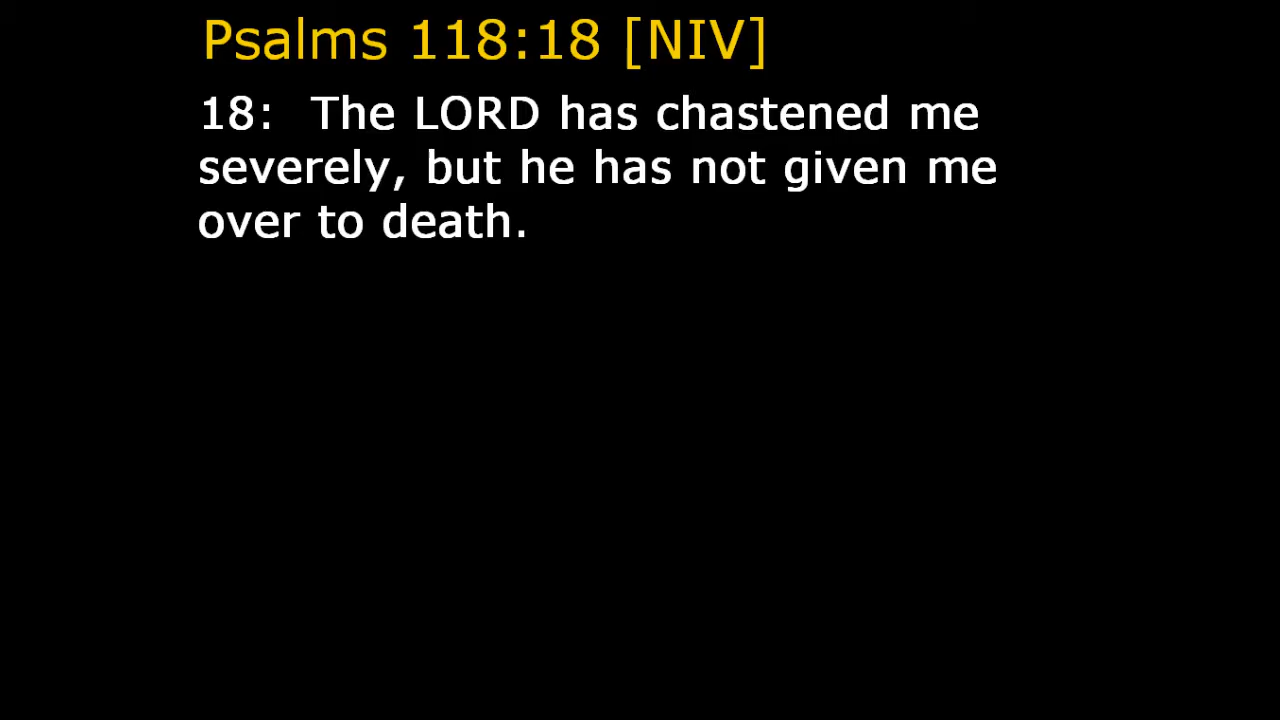 Psalms 118:18 [NIV]
18:  The LORD has chastened me
severely, but he has not given me
over to death.